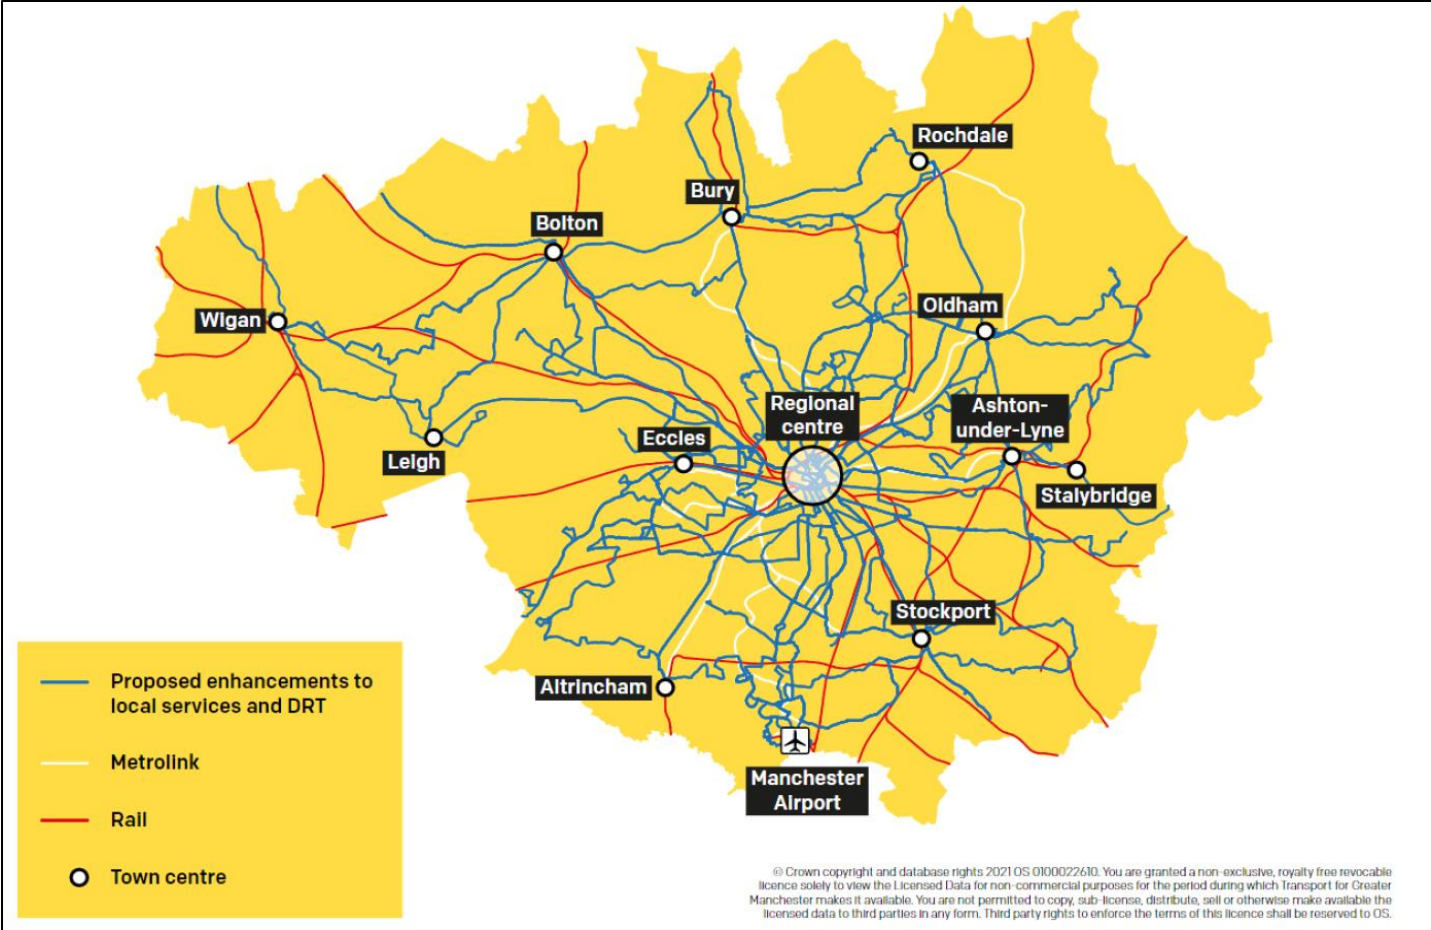 Rochdale
Bury
Bolton
Oldham
Wigan
Regional
centre
Ashton-
under-Lyne
Eccles
Leigh
Stalybridge
Stockport
Altrincham
Manchester
Airport
Proposed enhancements to
local services and DRT
Metrolink
Rail
Town centre
© Crown copyright and database rights 2021 OS 0100022610. You are granted a non-exclusive, royalty free revocable
licence solely to view the Licensed Data for non-commercial purposes for the period during which Transport for Greater
Manchester makes it available. You are not permitted to copy, sub-license, distribute, sell or otherwise make available the
licensed data to third parties in any form. Third party rights to enforce the terms of this licence shall be reserved to OS.